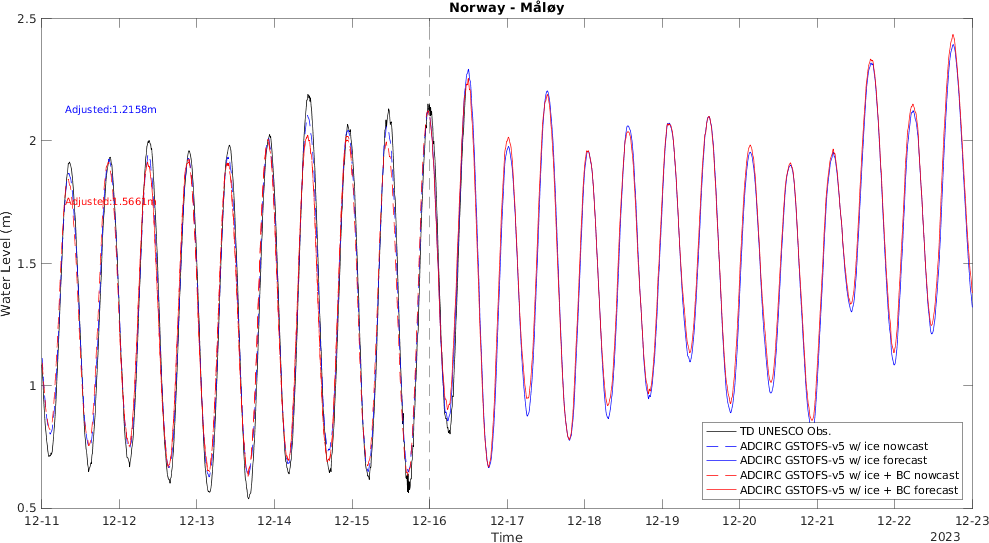 Norway - Måløy
2.5
2
1.5
1
0.5
Water Level (m)
Adjusted:1.2158m
Adjusted:1.5661m
TD UNESCO Obs.
ADCIRC GSTOFS-v5 w/ ice nowcast
ADCIRC GSTOFS-v5 w/ ice forecast
ADCIRC GSTOFS-v5 w/ ice + BC nowcast
ADCIRC GSTOFS-v5 w/ ice + BC forecast
12-11 12-12 12-13 12-14 12-15 12-16 12-17 12-18 12-19 12-20 12-21 12-22 12-23
Time
2023